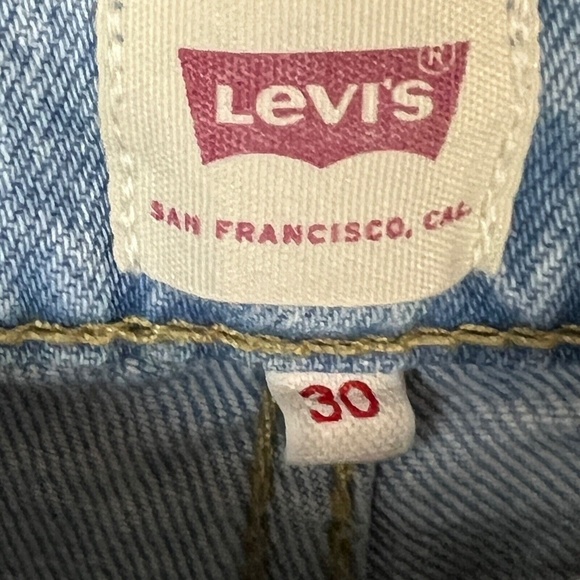 Levi's®
SAN FRANCISCO, CAL.
30